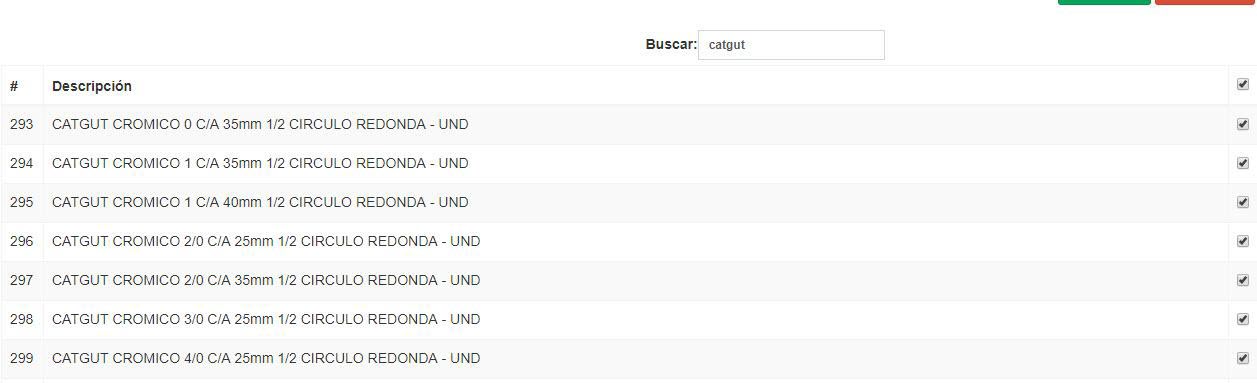 Buscar: catgut
# Descripción
293 CATGUT CROMICO 0 C/A 35mm 1/2 CIRCULO REDONDA - UND
294 CATGUT CROMICO 1 C/A 35mm 1/2 CIRCULO REDONDA - UND
295 CATGUT CROMICO 1 C/A 40mm 1/2 CIRCULO REDONDA - UND
296 CATGUT CROMICO 2/0 C/A 25mm 1/2 CIRCULO REDONDA - UND
297 CATGUT CROMICO 2/0 C/A 35mm 1/2 CIRCULO REDONDA - UND
298 CATGUT CROMICO 3/0 C/A 25mm 1/2 CIRCULO REDONDA - UND
299 CATGUT CROMICO 4/0 C/A 25mm 1/2 CIRCULO REDONDA - UND